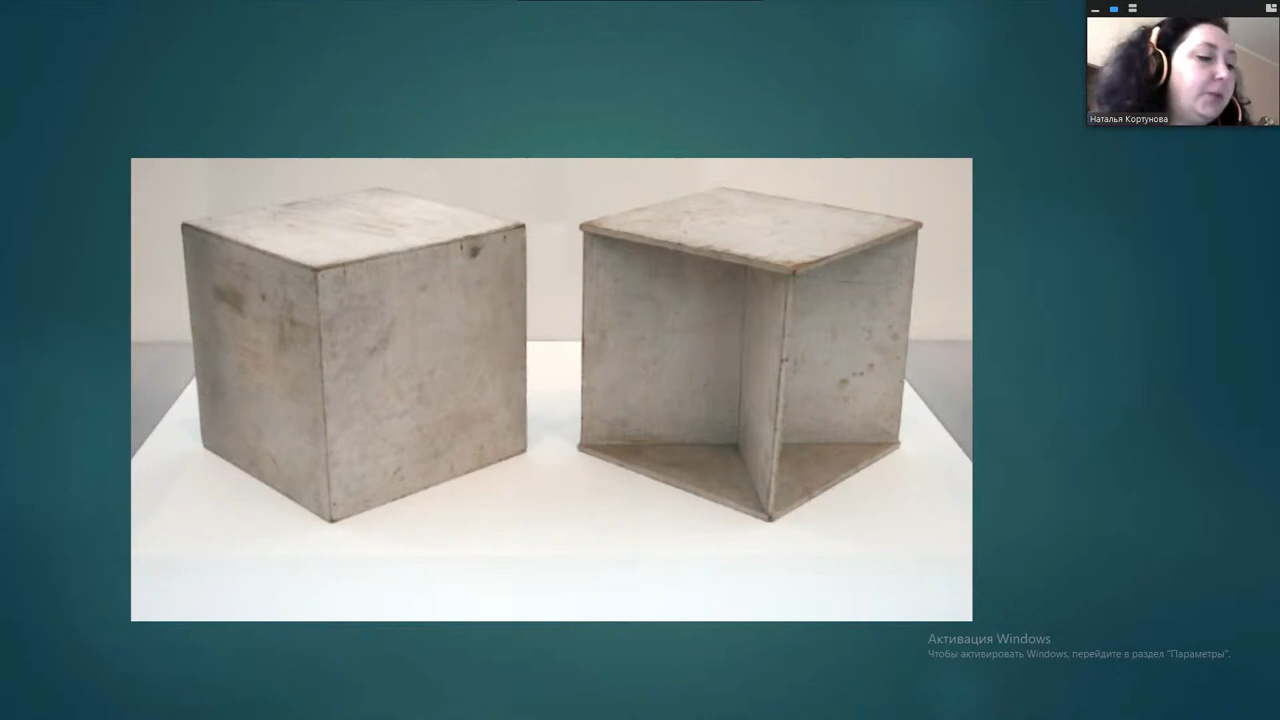 Наталья Кортунова
Активация Windows
Чтобы активировать Windows, перейдите в раздел "Параметры".